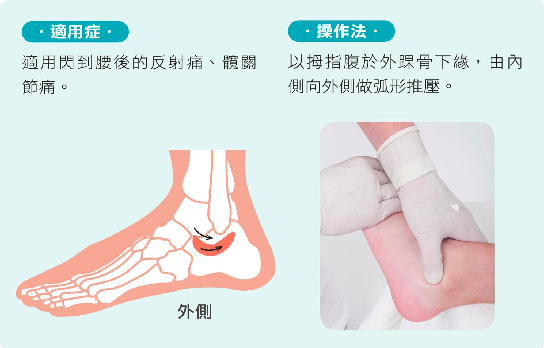 ·適用症·
適用閃到腰後的反射痛、髖關
節痛。
·操作法·
以拇指腹於外踝骨下緣，由內
側向外側做弧形推壓。
外側